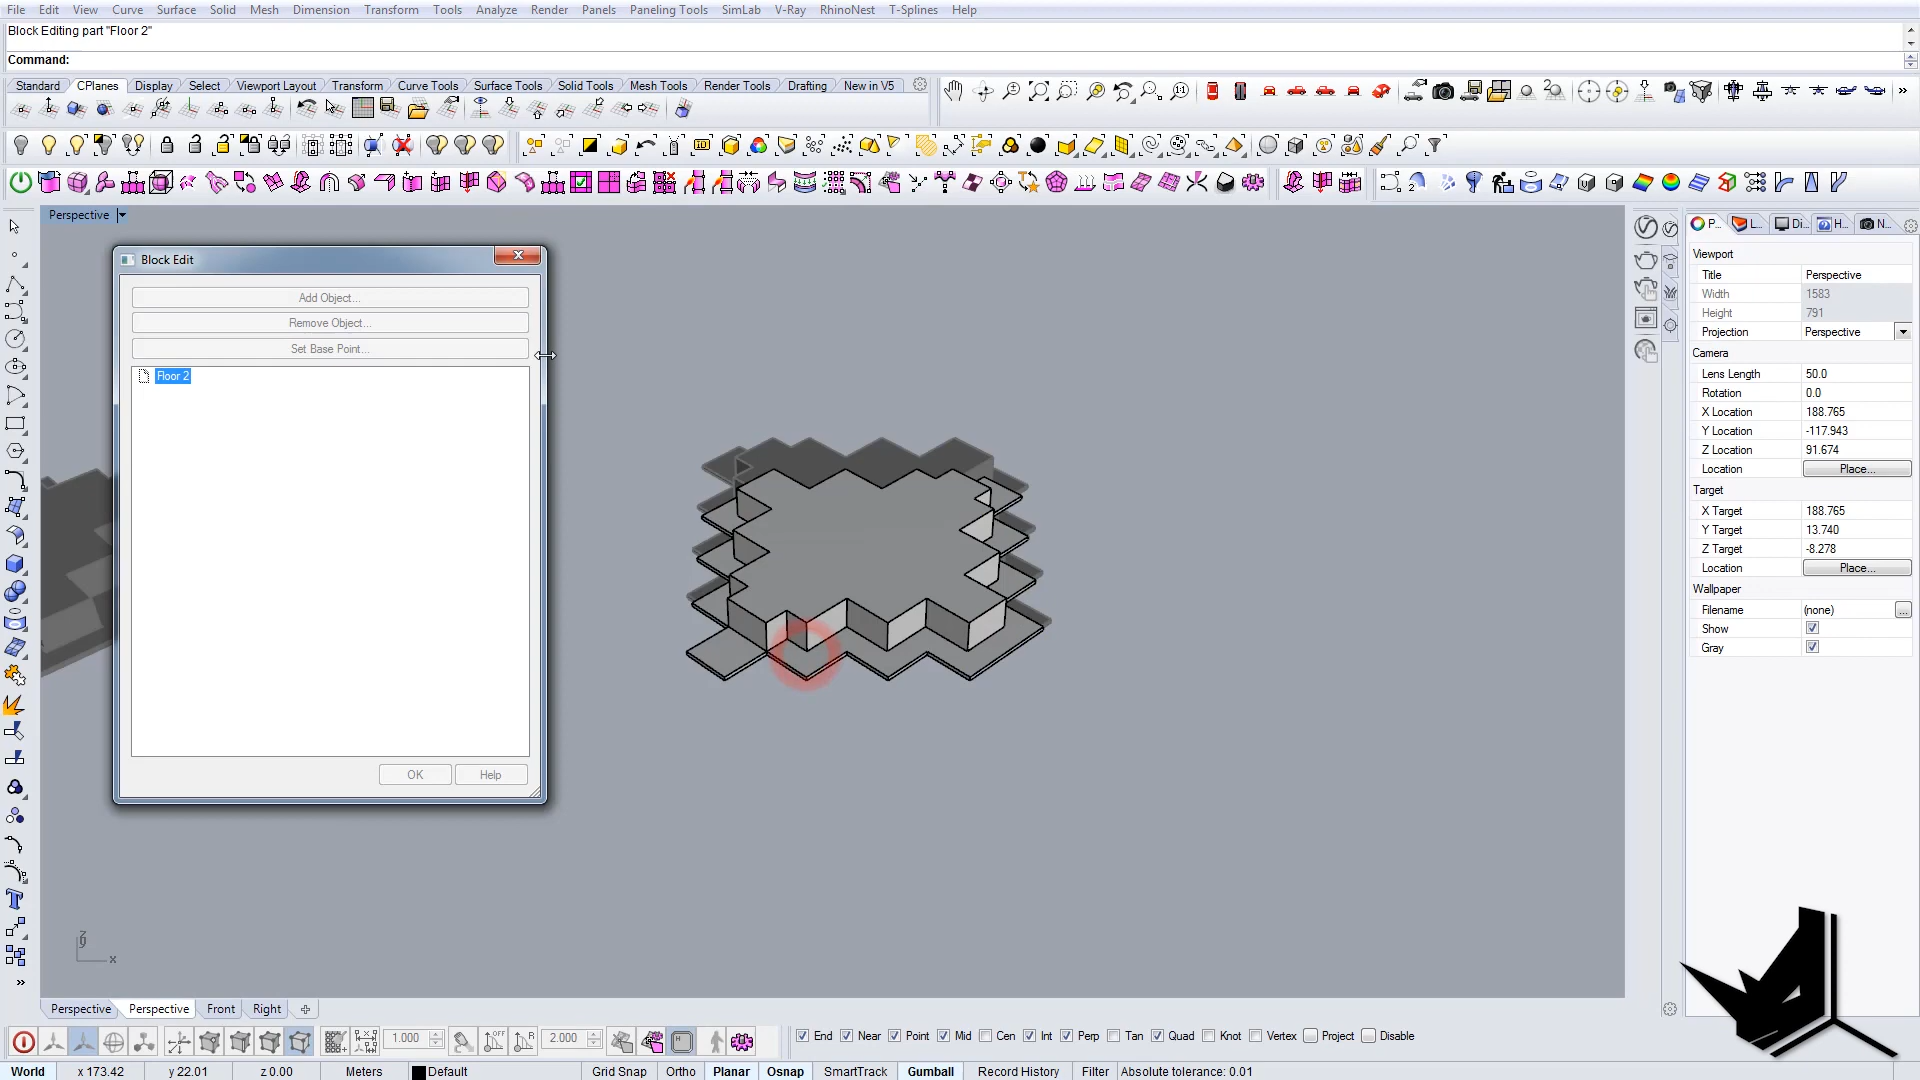 File Edit View Curve Surface Solid Mesh Dimension Transform Tools Analyze Render Panels Paneling Tools SimLab V-Ray RhinoNest T-Splines Help
Block Editing part "Floor 2"
Command:
Standard CPlanes Display Select Viewport Layout Transform Curve Tools Surface Tools Solid Tools Mesh Tools Render Tools Drafting New in V5
Perspective
P... L... Di... H... N...
Block Edit
Add Object...
Remove Object...
Set Base Point...
Floor 2
OK Help
Viewport
Title Perspective
Width 1583
Height 791
Projection Perspective
Camera
Lens Length 50.0
Rotation 0.0
X Location 188.765
Y Location -117.943
Z Location 91.674
Location Place...
Target
X Target 188.765
Y Target 13.740
Z Target -8.278
Location Place...
Wallpaper
Filename (none) ...
Show
Gray
x
Perspective Perspective Front Right
1.000 2.000
End Near Point Mid Cen Int Perp Tan Quad Knot Vertex Project Disable
World x 173.42 y 22.01 z 0.00 Meters Default Grid Snap Ortho Planar Osnap SmartTrack Gumball Record History Filter Absolute tolerance: 0.01